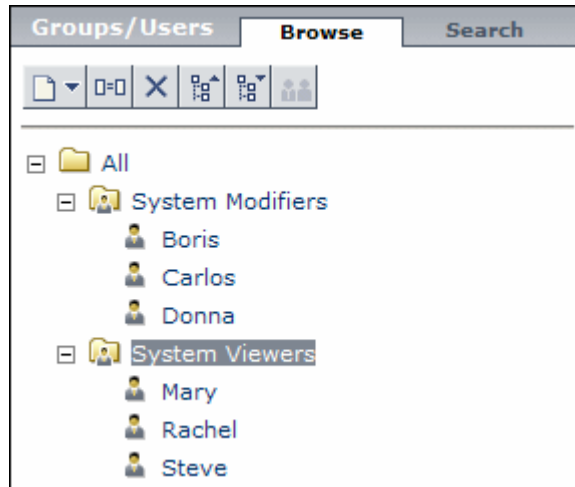 Groups/Users Browse Search
All
System Modifiers
Boris
Carlos
Donna
System Viewers
Mary
Rachel
Steve